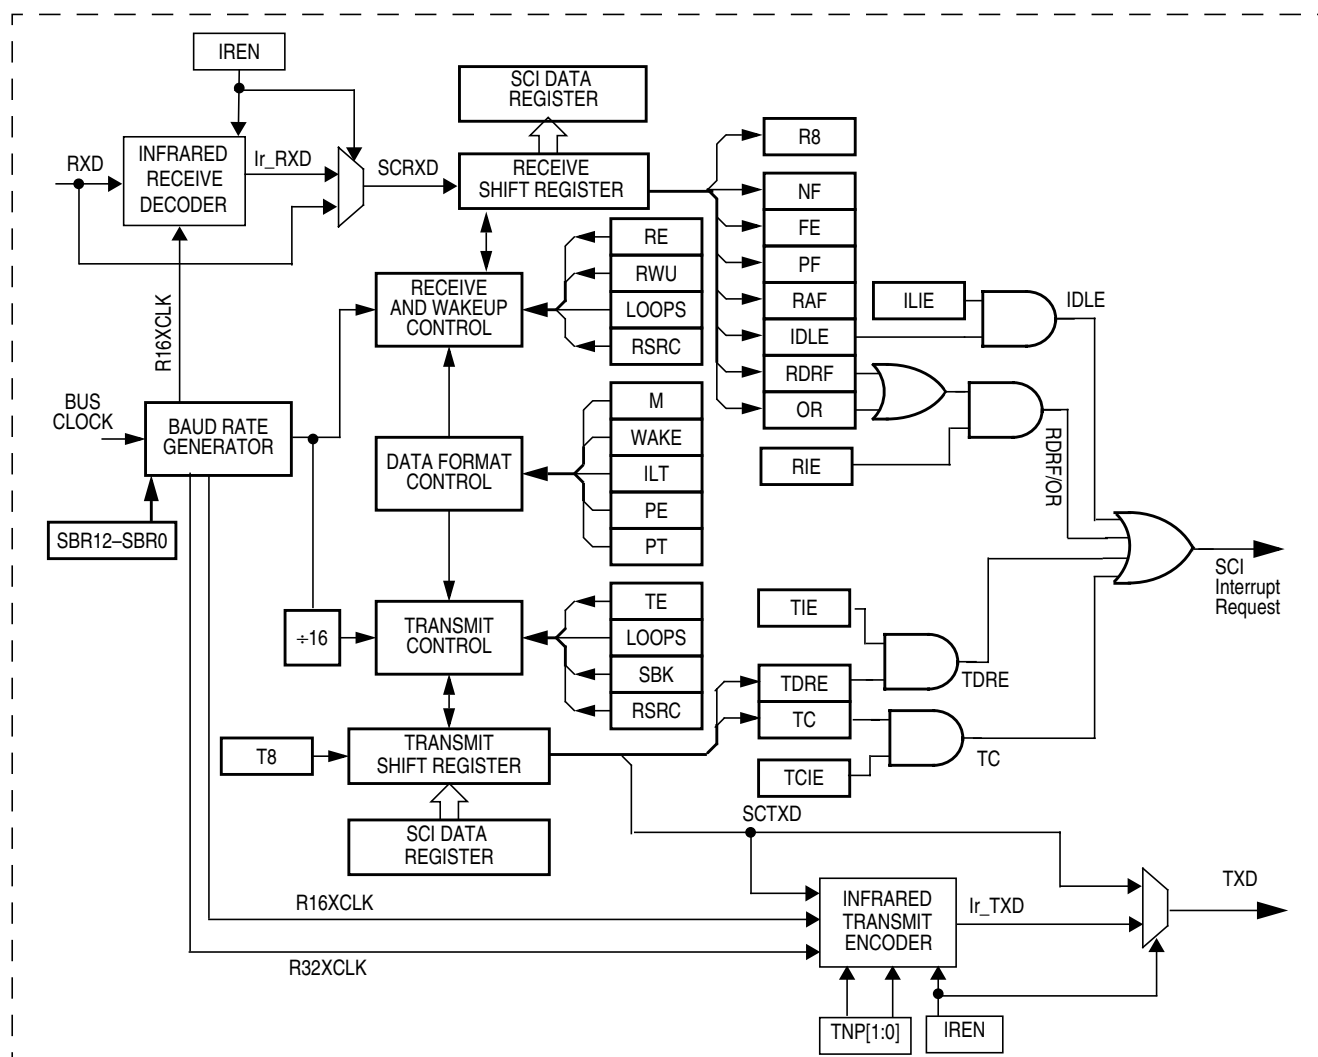 IREN
SCI DATA
REGISTER
RXD
INFRARED
RECEIVE
DECODER
Ir_RXD
SCRXD
RECEIVE
SHIFT REGISTER
R8
NF
FE
PF
RAF
IDLE
RDRF
OR
RE
RWU
LOOPS
RSRC
RECEIVE
AND WAKEUP
CONTROL
R16XCLK
ILIE
IDLE
RIE
RDRF/OR
BUS
CLOCK
BAUD RATE
GENERATOR
SBR12–SBR0
DATA FORMAT
CONTROL
M
WAKE
ILT
PE
PT
SCI
Interrupt
Request
÷16
TRANSMIT
CONTROL
TE
LOOPS
SBK
RSRC
TIE
TDRE
TDRE
TC
TC
TCIE
T8
TRANSMIT
SHIFT REGISTER
SCI DATA
REGISTER
SCTXD
R16XCLK
R32XCLK
INFRARED
TRANSMIT
ENCODER
Ir_TXD
TXD
TNP[1:0]
IREN